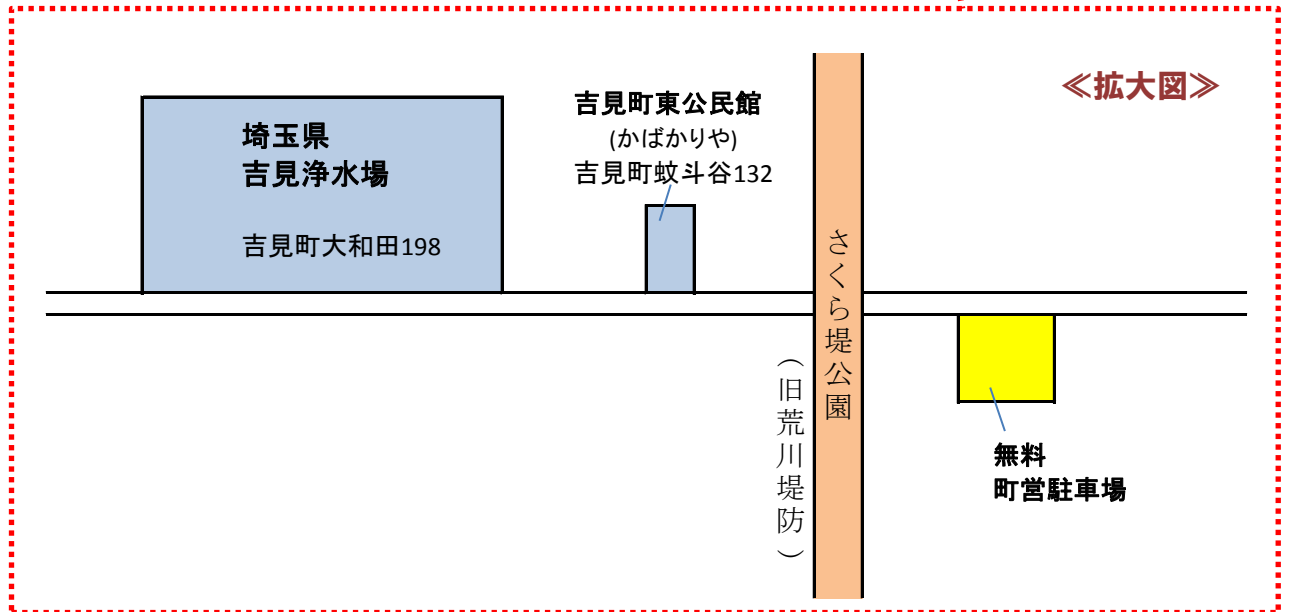 ≪拡大図≫
埼玉県
吉見浄水場
吉見町大和田198
吉見町東公民館
(かばかりや)
吉見町蚊斗谷132
さくら堤公園
（旧荒川堤防）
無料
町営駐車場